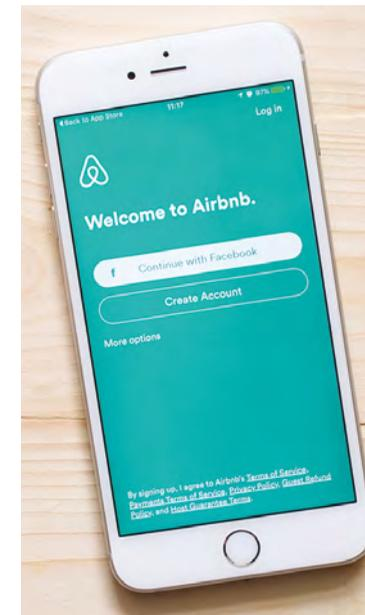 Back to App Store 11:17 97%
Log in
Welcome to Airbnb.
f Continue with Facebook
Create Account
More options
By signing up, I agree to Airbnb's Terms of Service,
Payments Terms of Service, Privacy Policy, Guest Refund
Policy, and Host Guarantee Terms.